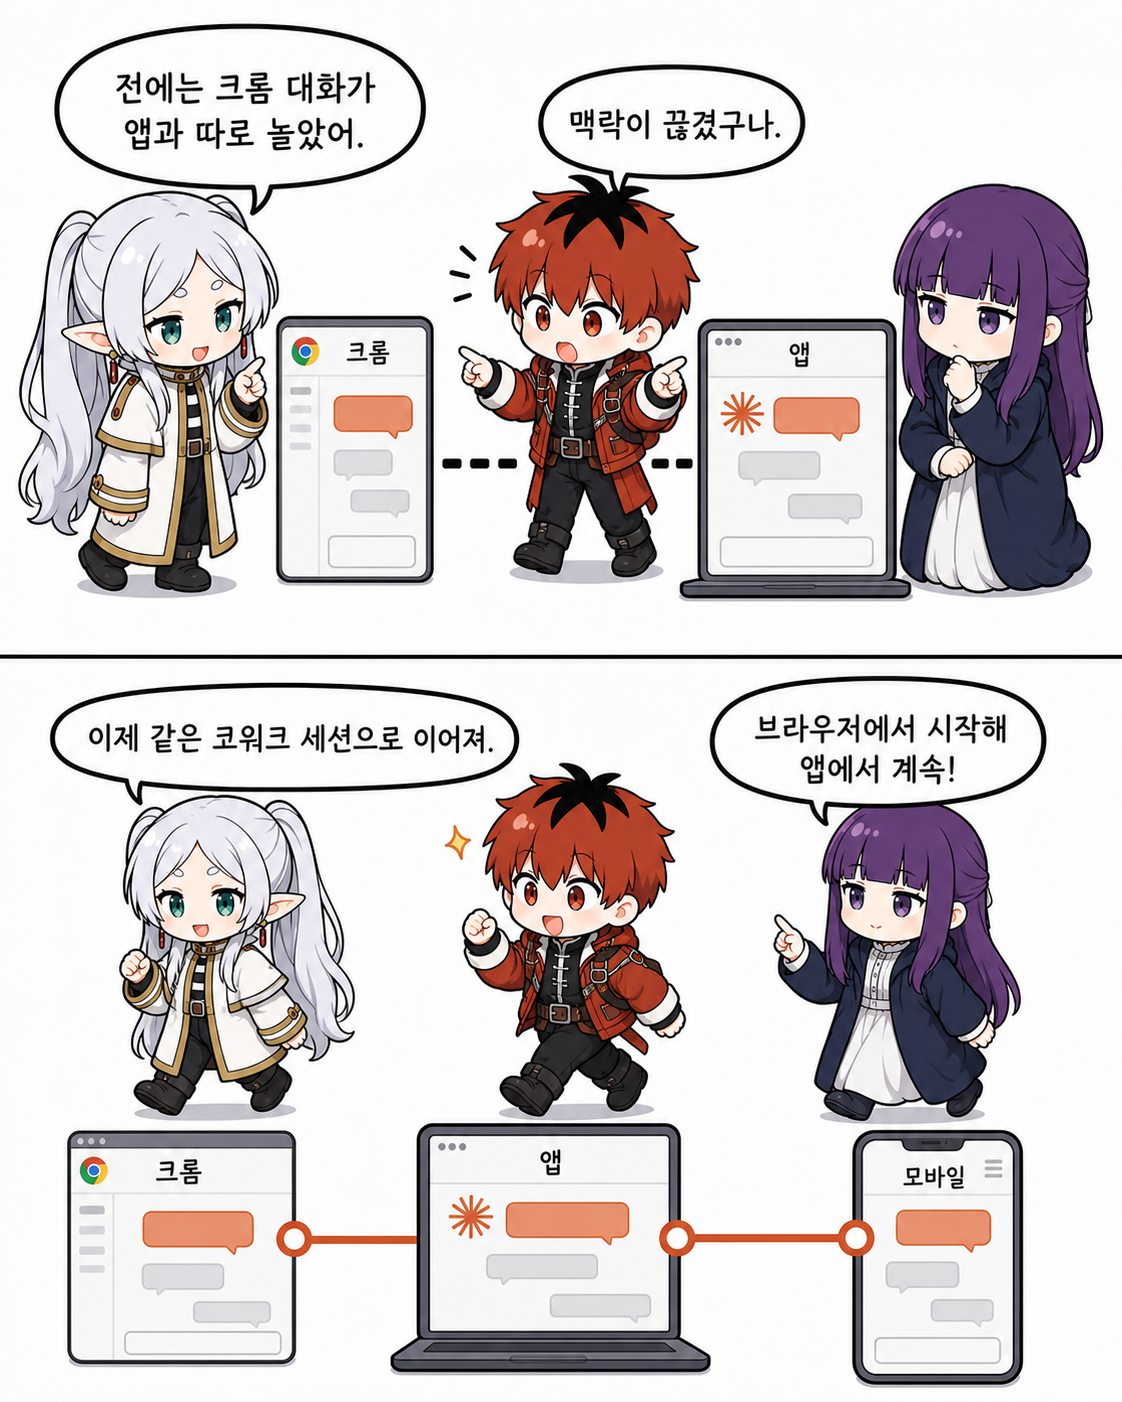 전에는 크롬 대화가
앱과 따로 놀았어.
맥락이 끊겼구나.
크롬
앱
이제 같은 코워크 세션으로 이어져.
브라우저에서 시작해
앱에서 계속!
크롬
앱
모바일